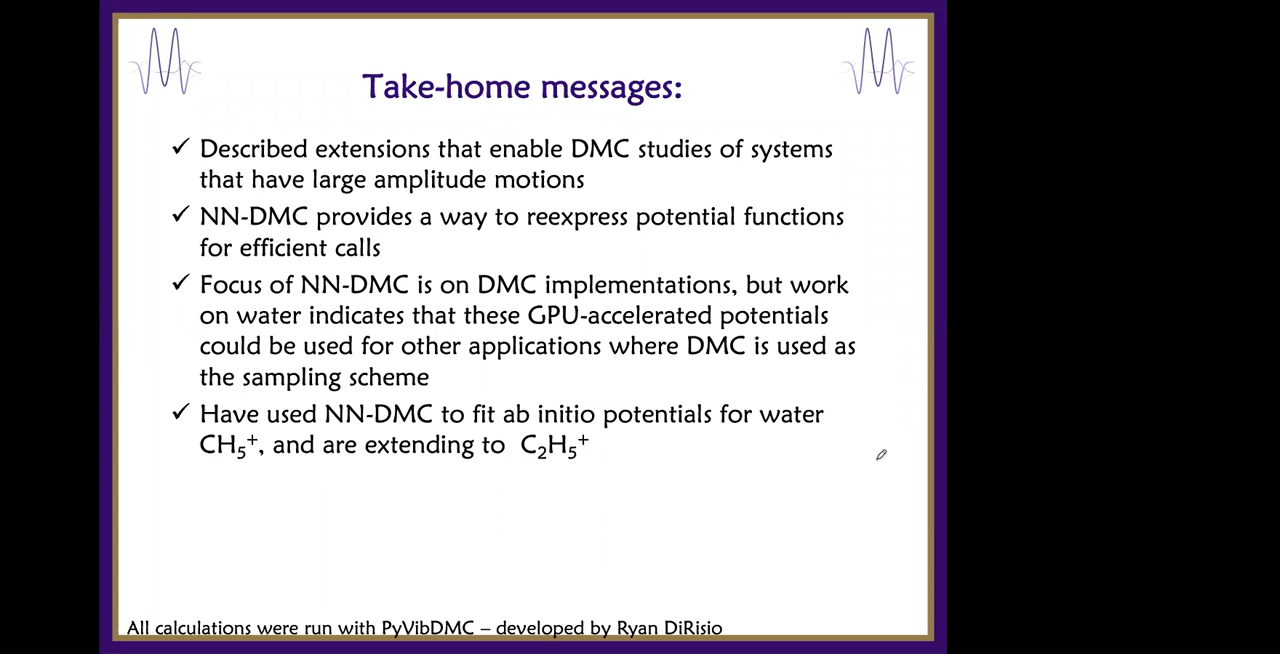 Take-home messages:
✓ Described extensions that enable DMC studies of systems
that have large amplitude motions
✓ NN-DMC provides a way to reexpress potential functions
for efficient calls
✓ Focus of NN-DMC is on DMC implementations, but work
on water indicates that these GPU-accelerated potentials
could be used for other applications where DMC is used as
the sampling scheme
✓ Have used NN-DMC to fit ab initio potentials for water
CH₅⁺, and are extending to C₂H₅⁺
All calculations were run with PyVibDMC – developed by Ryan DiRisio